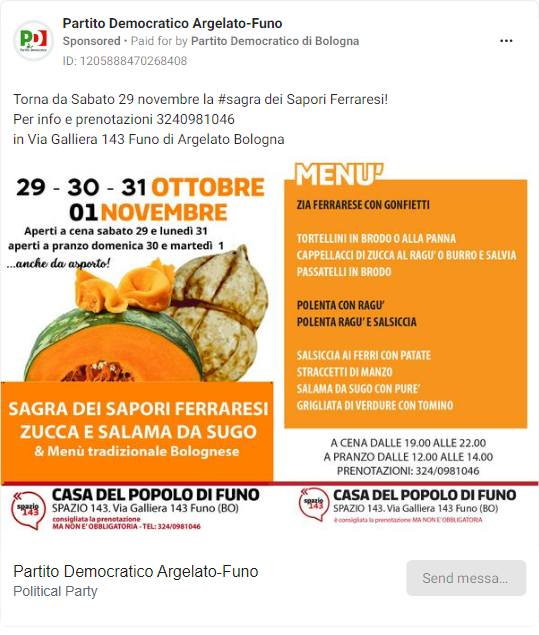 Partito Democratico Argelato-Funo
Sponsored • Paid for by Partito Democratico di Bologna
ID: 1205888470268408
PD
Partito Democratico
Torna da Sabato 29 novembre la #sagra dei Sapori Ferraresi!
Per info e prenotazioni 3240981046
in Via Galliera 143 Funo di Argelato Bologna
29 - 30 - 31 OTTOBRE
01 NOVEMBRE
Aperti a cena sabato 29 e lunedì 31
aperti a pranzo domenica 30 e martedì 1
...anche da asporto!
SAGRA DEI SAPORI FERRARESI
ZUCCA E SALAMA DA SUGO
& Menù tradizionale Bolognese
spazio
143
CASA DEL POPOLO DI FUNO
SPAZIO 143. Via Galliera 143 Funo (BO)
consigliata la prenotazione
MA NON E' OBBLIGATORIA - TEL: 324/0981046
MENU'
ZIA FERRARESE CON GONFIETTI
TORTELLINI IN BRODO O ALLA PANNA
CAPPELLACCI DI ZUCCA AL RAGU' O BURRO E SALVIA
PASSATELLI IN BRODO
POLENTA CON RAGU'
POLENTA RAGU' E SALSICCIA
SALSICCIA AI FERRI CON PATATE
STRACCETTI DI MANZO
SALAMA DA SUGO CON PURE'
GRIGLIATA DI VERDURE CON TOMINO
A CENA DALLE 19.00 ALLE 22.00
A PRANZO DALLE 12.00 ALLE 14.00
PRENOTAZIONI: 324/0981046
spazio
143
CASA DEL POPOLO DI FUNO
SPAZIO 143. Via Galliera 143 Funo (BO)
è consigliata la prenotazione MA NON E' OBBLIGATORIA
Partito Democratico Argelato-Funo
Political Party
Send messa...